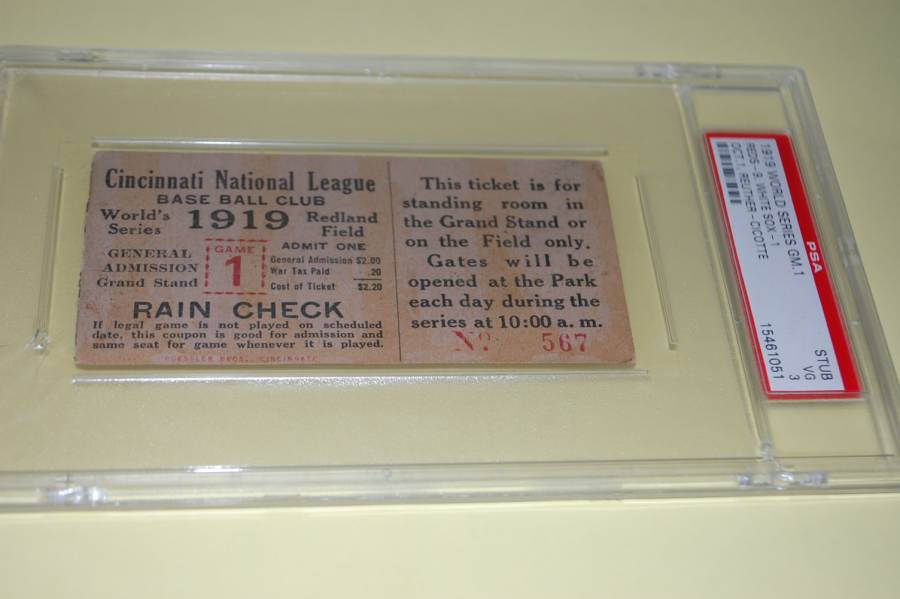 Cincinnati National League
BASE BALL CLUB
World's Series 1919 Redland Field
GENERAL ADMISSION Grand Stand
GAME 1
ADMIT ONE
General Admission $2.00
War Tax Paid .20
Cost of Ticket $2.20
RAIN CHECK
If legal game is not played on scheduled
date, this coupon is good for admission and
same seat for game whenever it is played.
ROESSLER BROS., CINCINNATI
This ticket is for
standing room in
the Grand Stand or
on the Field only.
Gates will be
opened at the Park
each day during the
series at 10:00 a. m.
No 567
PSA
1919 WORLD SERIES GM.1 STUB
REDS-9, WHITE SOX-1 VG 3
OCT.1, REUTHER-CICOTTE 15461051